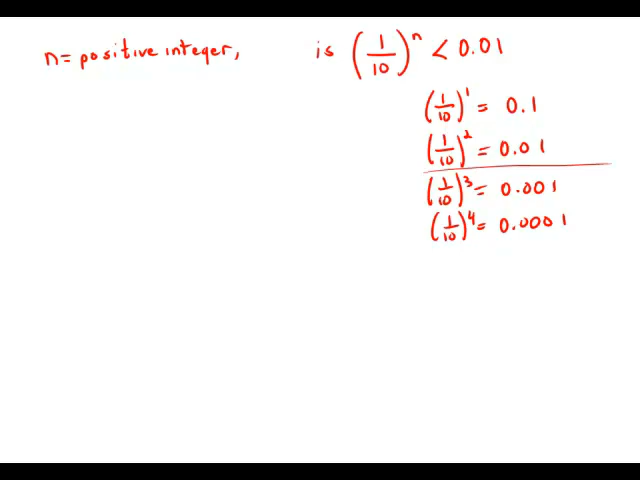 n = positive integer, is (1/10)^n < 0.01
(1/10)^1 = 0.1
(1/10)^2 = 0.01
(1/10)^3 = 0.001
(1/10)^4 = 0.0001